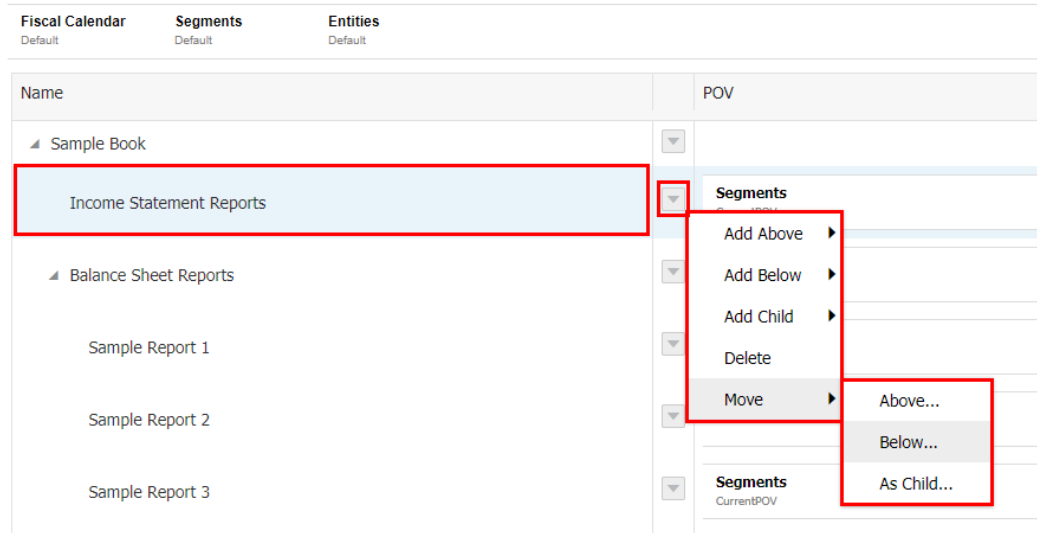 Fiscal Calendar Segments Entities
Default Default Default
Name POV
Sample Book
Income Statement Reports
Segments
Balance Sheet Reports
Sample Report 1
Sample Report 2
Sample Report 3
Segments
CurrentPOV
Add Above
Add Below
Add Child
Delete
Move
Above...
Below...
As Child...